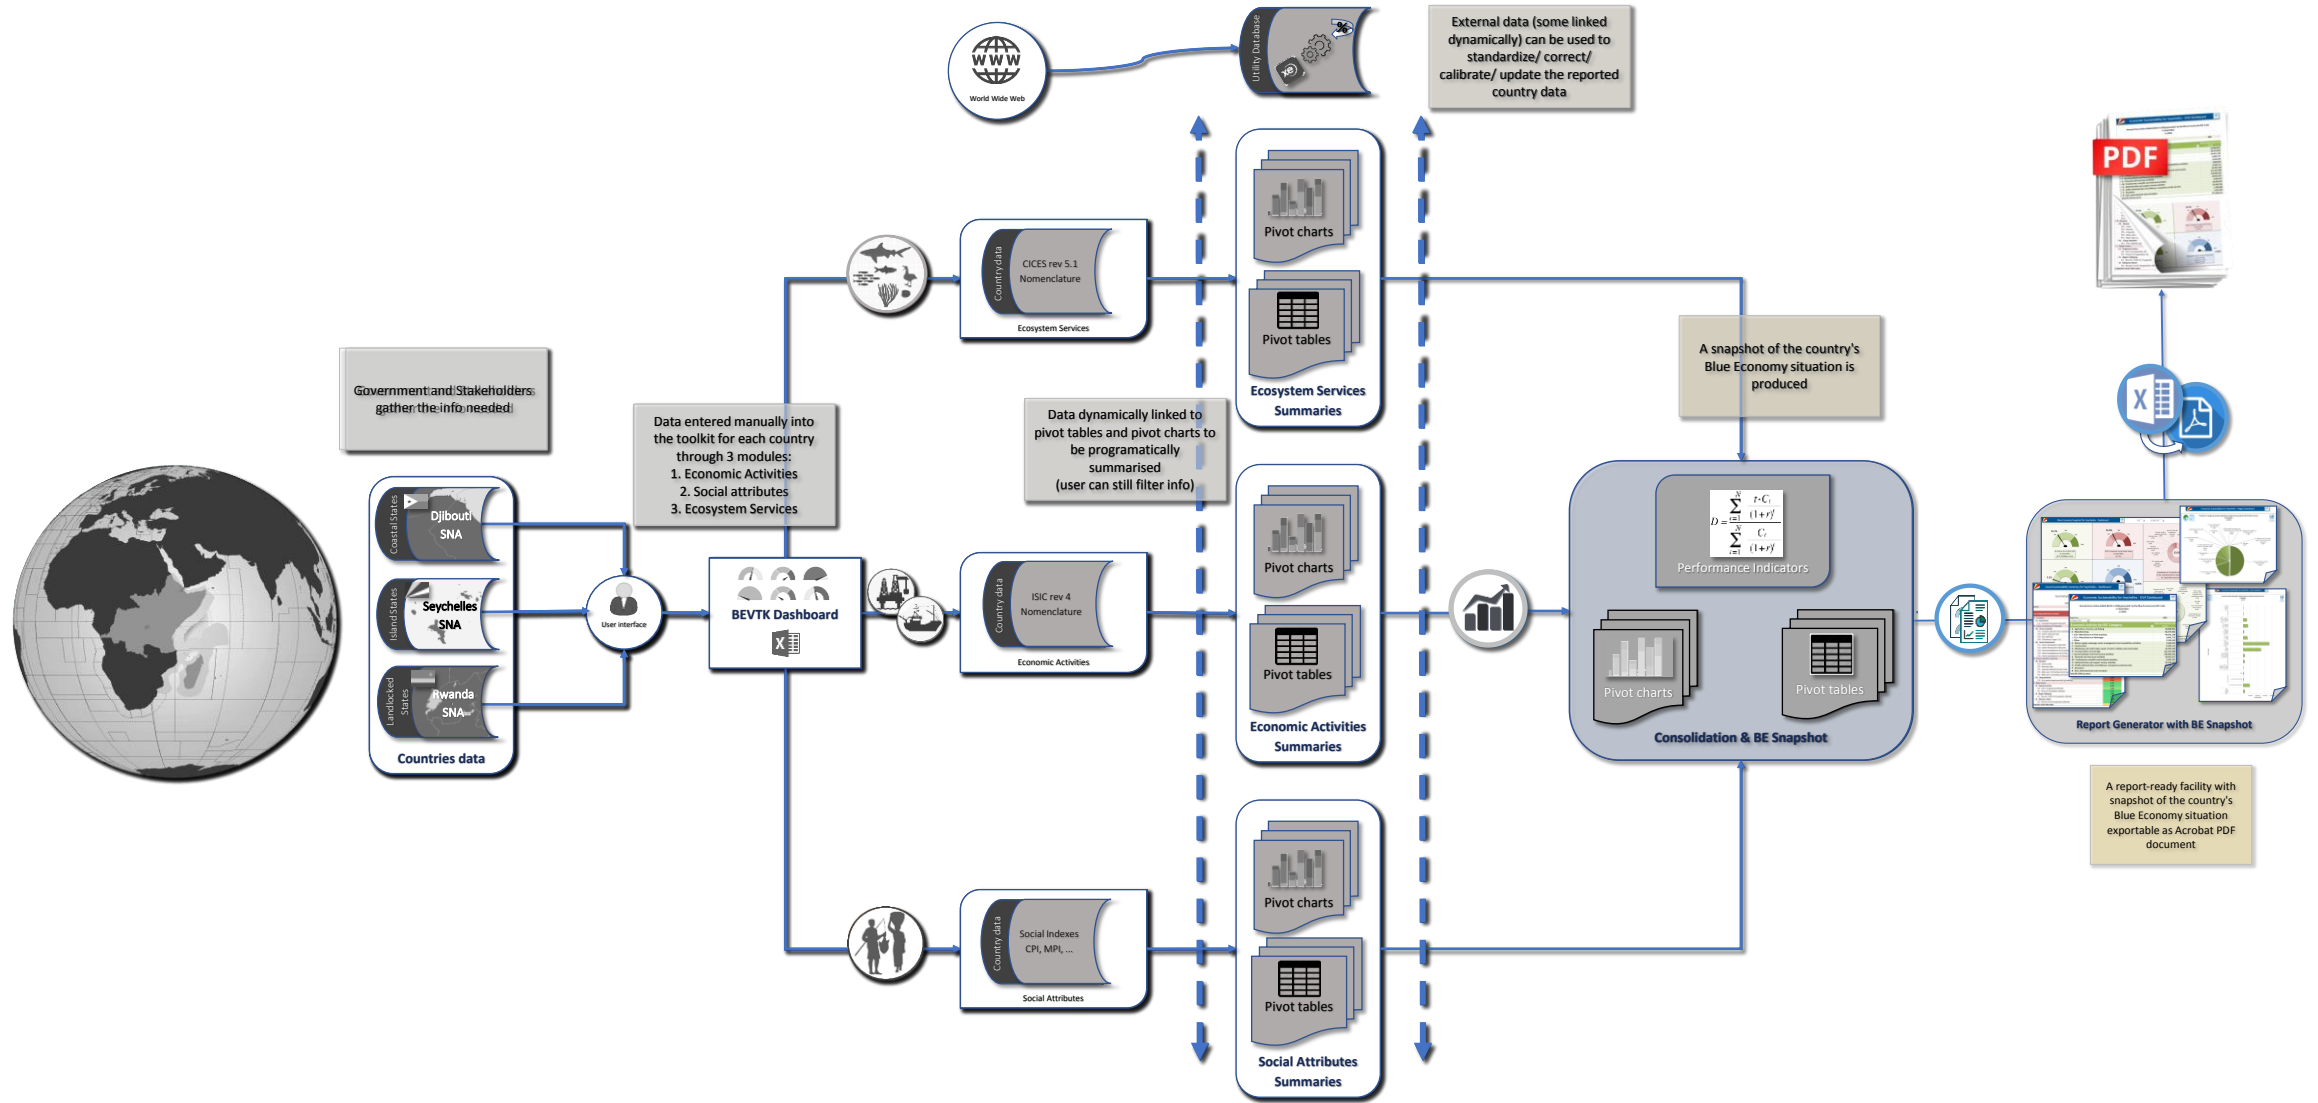 WWW
World Wide Web
Utility Database
%
xe
External data (some linked
dynamically) can be used to
standardize/ correct/
calibrate/ update the reported
country data
Government and Stakeholders
gather the info needed
Coastal States
Djibouti
SNA
Island States
Seychelles
SNA
Landlocked
States
Rwanda
SNA
Countries data
User interface
Data entered manually into
the toolkit for each country
through 3 modules:
1. Economic Activities
2. Social attributes
3. Ecosystem Services
BEVTK Dashboard
X
Country data
CICES rev 5.1
Nomenclature
Ecosystem Services
Country data
ISIC rev 4
Nomenclature
Economic Activities
Country data
Social Indexes
CPI, MPI, ...
Social Attributes
Data dynamically linked to
pivot tables and pivot charts to
be programatically
summarised
(user can still filter info)
Pivot charts
Pivot tables
Ecosystem Services
Summaries
Pivot charts
Pivot tables
Economic Activities
Summaries
Pivot charts
Pivot tables
Social Attributes
Summaries
A snapshot of the country's
Blue Economy situation is
produced
Performance Indicators
Pivot charts
Pivot tables
Consolidation & BE Snapshot
PDF
X
Report Generator with BE Snapshot
A report-ready facility with
snapshot of the country's
Blue Economy situation
exportable as Acrobat PDF
document